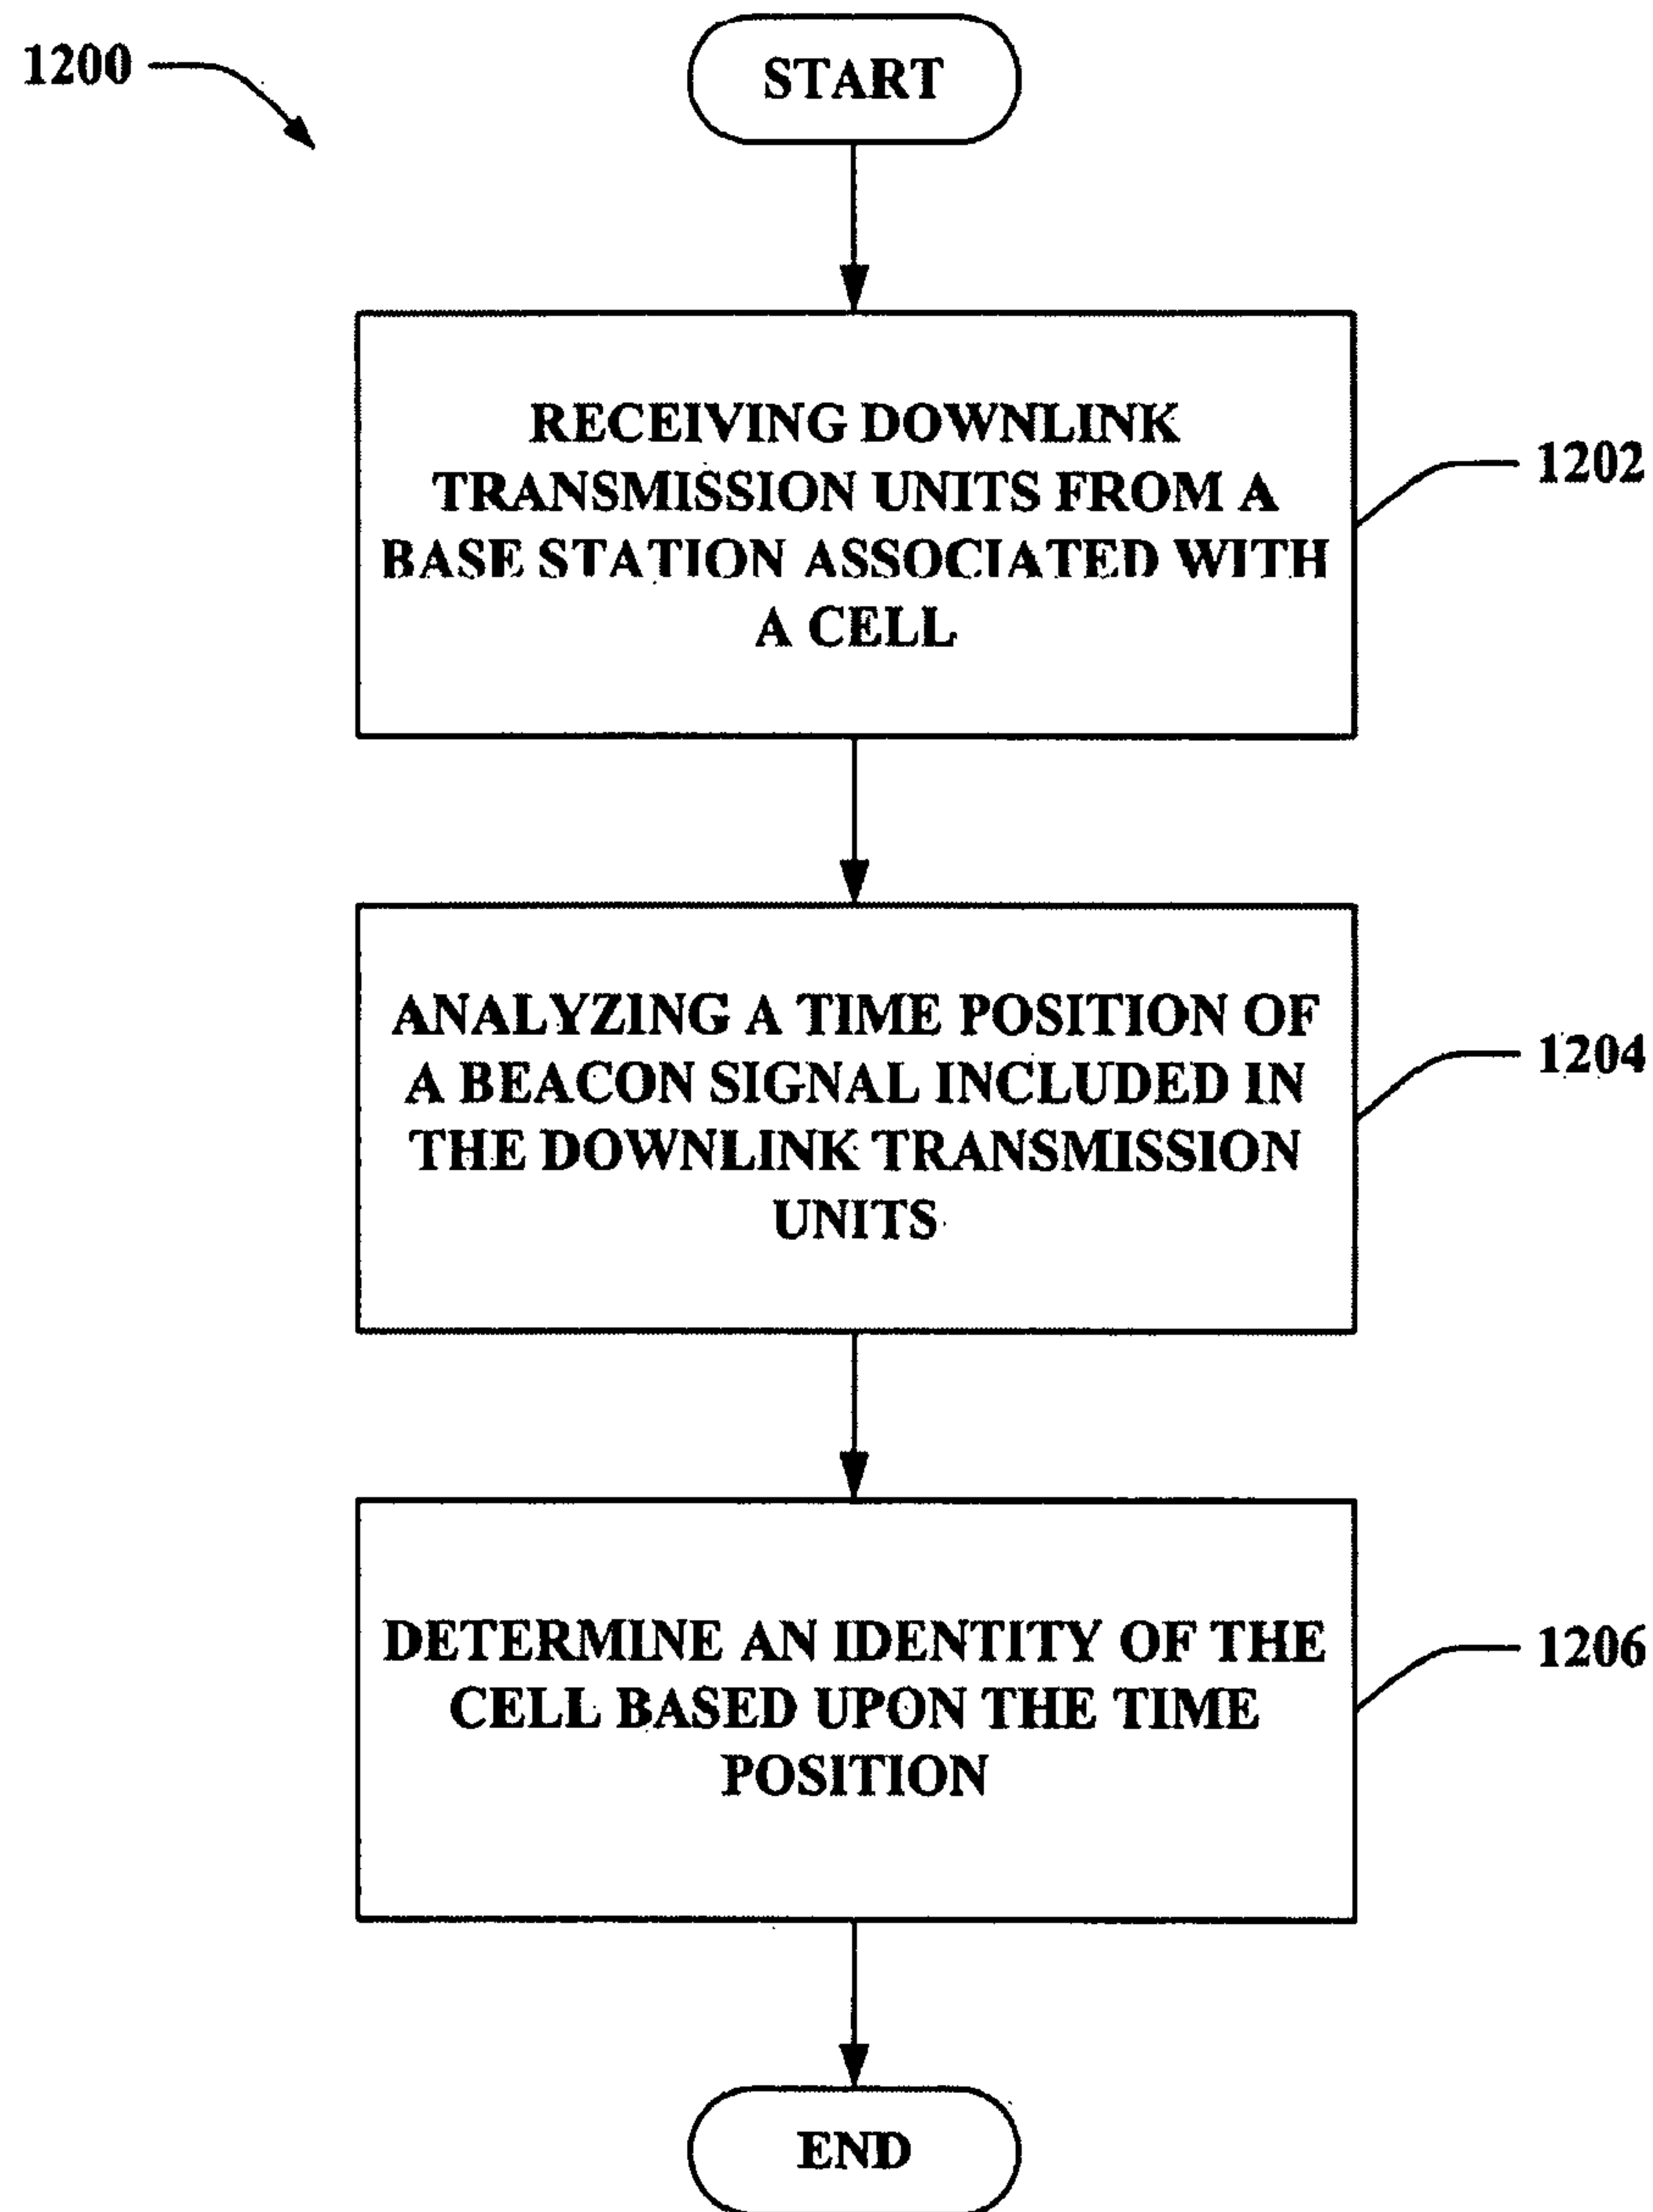 1200
START
RECEIVING DOWNLINK
TRANSMISSION UNITS FROM A
BASE STATION ASSOCIATED WITH
A CELL
1202
ANALYZING A TIME POSITION OF
A BEACON SIGNAL INCLUDED IN
THE DOWNLINK TRANSMISSION
UNITS
1204
DETERMINE AN IDENTITY OF THE
CELL BASED UPON THE TIME
POSITION
1206
END